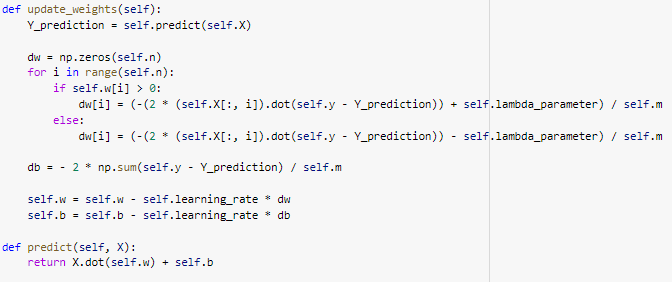 def update_weights(self):
    Y_prediction = self.predict(self.X)
    dw = np.zeros(self.n)
    for i in range(self.n):
        if self.w[i] > 0:
            dw[i] = (-(2 * (self.X[:, i]).dot(self.y - Y_prediction)) + self.lambda_parameter) / self.m
        else:
            dw[i] = (-(2 * (self.X[:, i]).dot(self.y - Y_prediction)) - self.lambda_parameter) / self.m
    db = - 2 * np.sum(self.y - Y_prediction) / self.m
    self.w = self.w - self.learning_rate * dw
    self.b = self.b - self.learning_rate * db
def predict(self, X):
    return X.dot(self.w) + self.b